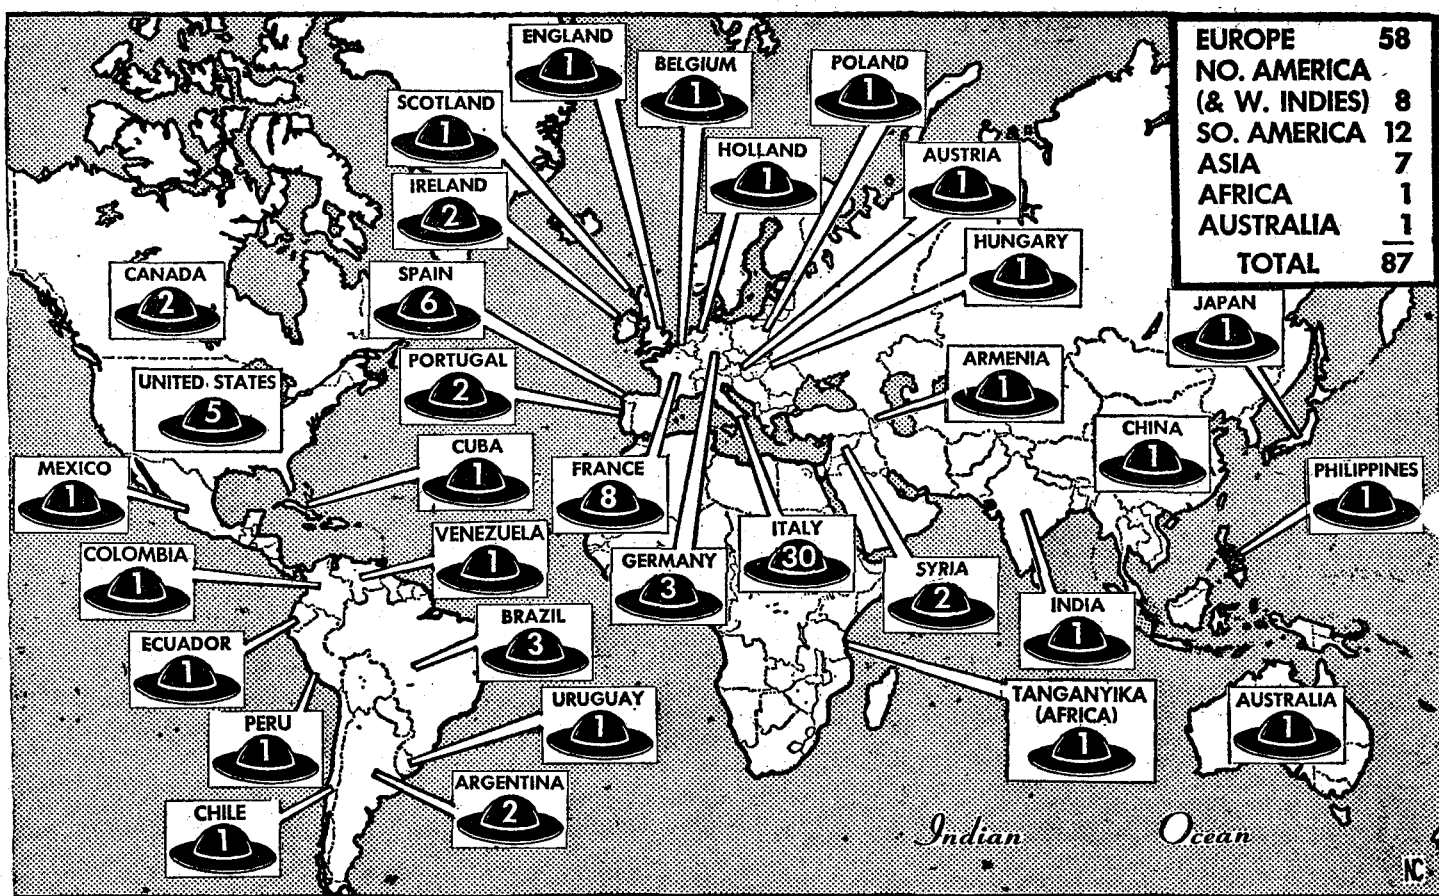 EUROPE 58
NO. AMERICA
(& W. INDIES) 8
SO. AMERICA 12
ASIA 7
AFRICA 1
AUSTRALIA 1
TOTAL 87
ENGLAND
1
BELGIUM
1
POLAND
1
SCOTLAND
1
HOLLAND
1
AUSTRIA
1
IRELAND
2
HUNGARY
1
CANADA
2
SPAIN
6
JAPAN
1
PORTUGAL
2
ARMENIA
1
UNITED STATES
5
CHINA
1
CUBA
1
MEXICO
1
FRANCE
8
PHILIPPINES
1
ITALY
30
VENEZUELA
1
COLOMBIA
1
GERMANY
3
SYRIA
2
INDIA
1
BRAZIL
3
ECUADOR
1
TANGANYIKA
(AFRICA)
1
URUGUAY
1
AUSTRALIA
1
PERU
1
ARGENTINA
2
CHILE
1
Indian Ocean
NC